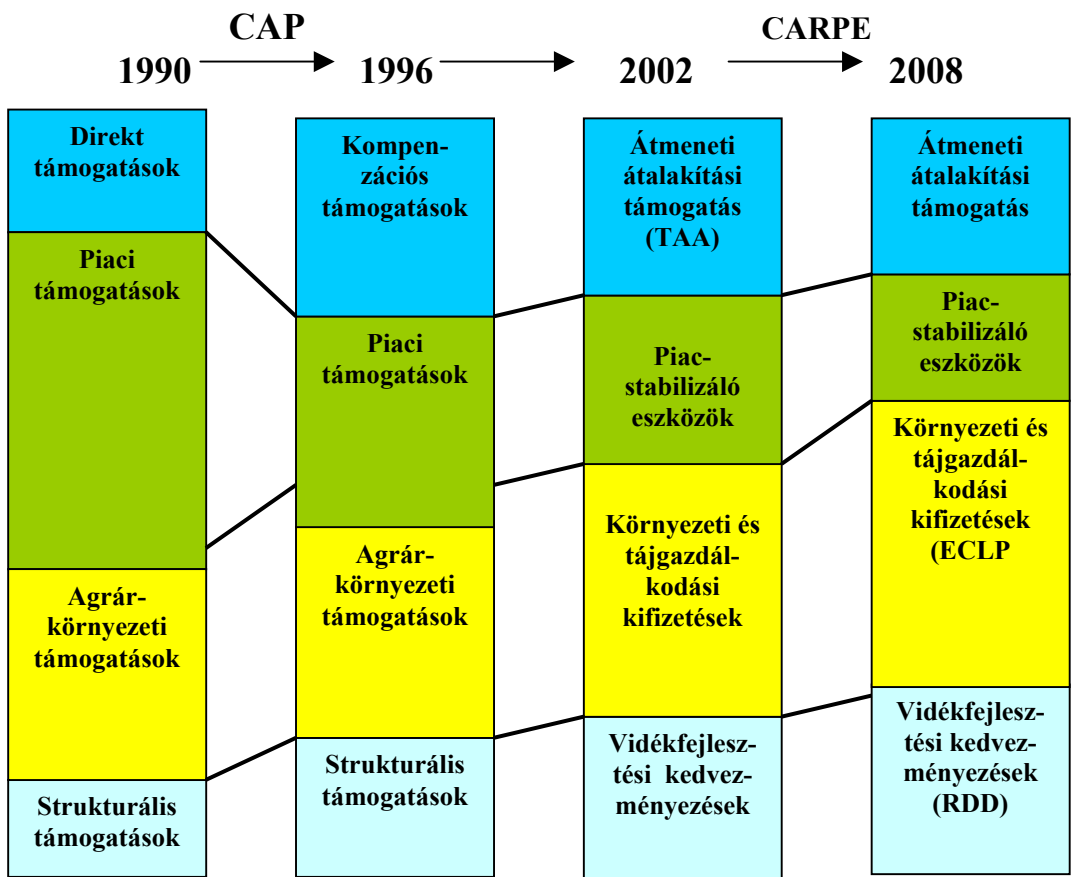 CAP
CARPE
1990
1996
2002
2008
Direkt
támogatások
Piaci
támogatások
Agrár-
környezeti
támogatások
Strukturális
támogatások
Kompen-
zációs
támogatások
Piaci
támogatások
Agrár-
környezeti
támogatások
Strukturális
támogatások
Átmeneti
átalakítási
támogatás
(TAA)
Piac-
stabilizáló
eszközök
Környezeti és
tájgazdál-
kodási
kifizetések
Vidékfejlesz-
tési kedvez-
ményezések
Átmeneti
átalakítási
támogatás
Piac-
stabilizáló
eszközök
Környezeti és
tájgazdál-
kodási
kifizetések
(ECLP
Vidékfejlesz-
tési kedvez-
ményezések
(RDD)